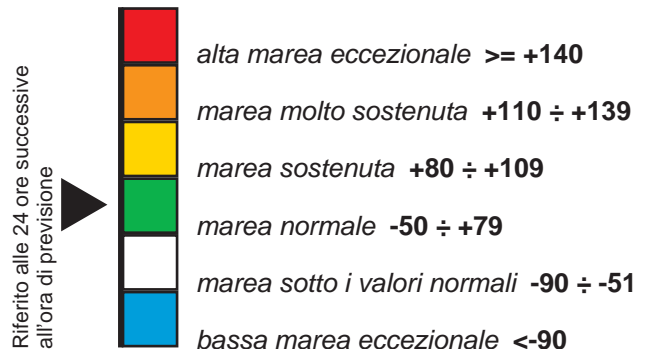 Riferito alle 24 ore successive
all'ora di previsione
alta marea eccezionale >= +140
marea molto sostenuta +110 ÷ +139
marea sostenuta +80 ÷ +109
marea normale -50 ÷ +79
marea sotto i valori normali -90 ÷ -51
bassa marea eccezionale <-90